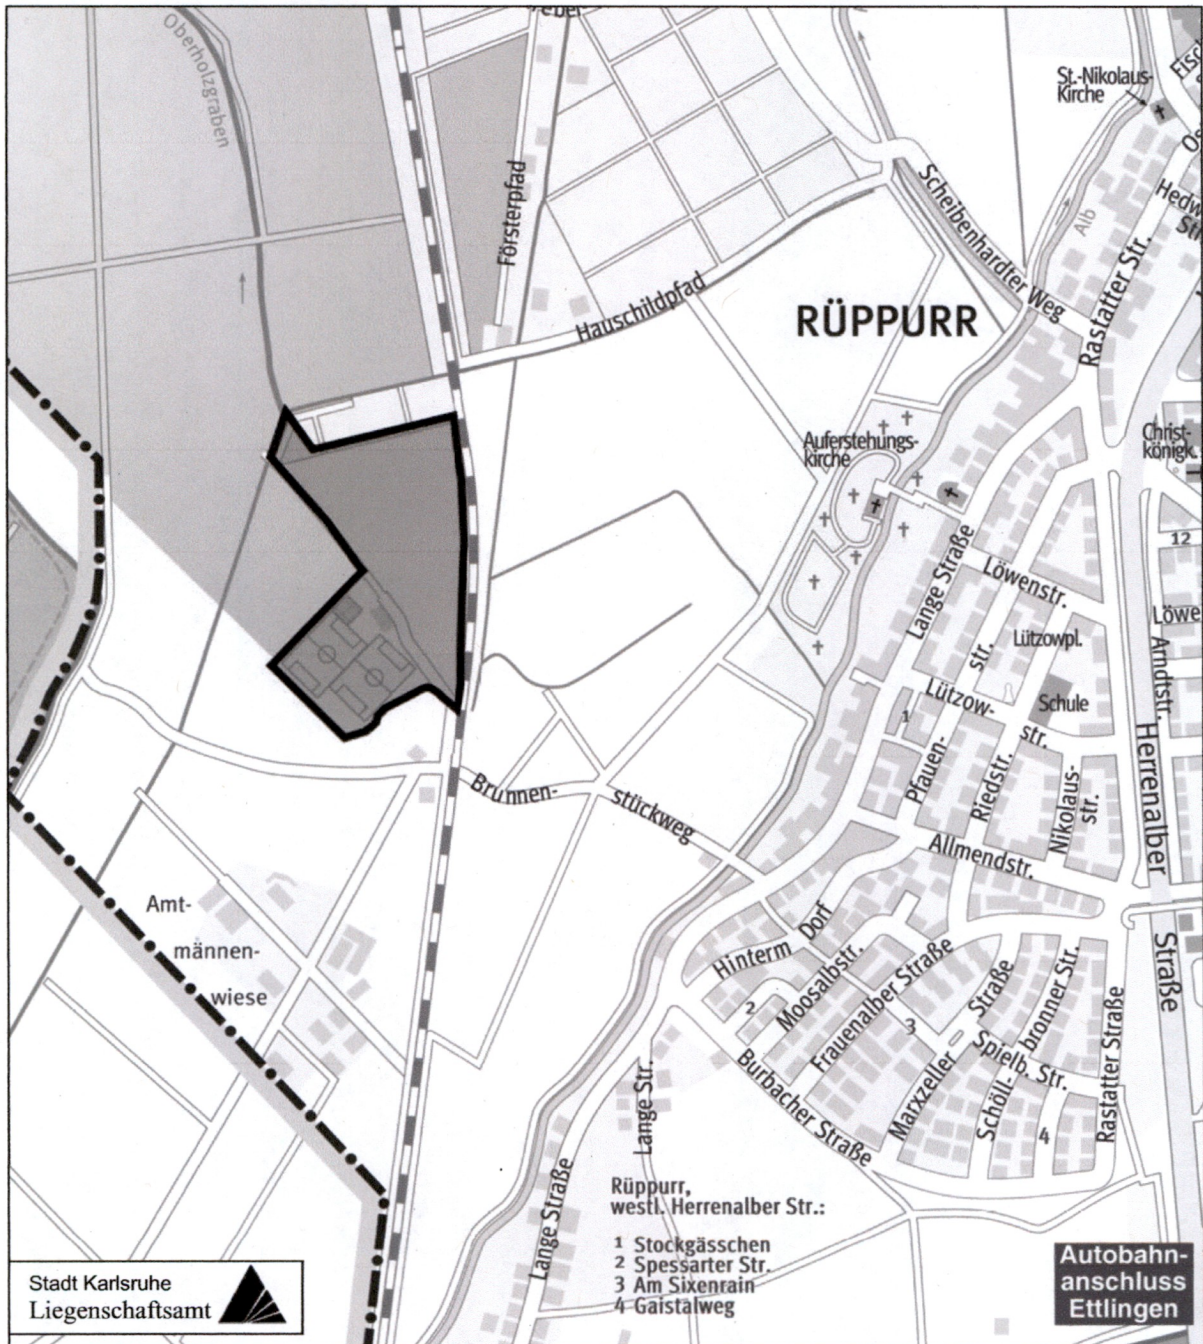 Oberholzgraben
Försterpfad
Hauschildpfad
St.-Nikolaus-
Kirche
Scheibenhardter Weg
Alb
Rastatter Str.
RÜPPURR
Auferstehungs-
kirche
Christ-
königk.
12
Lange Straße
Löwenstr.
Lützowpl.
Schule
Lützow-
str.
1
Pfauen-
str.
Riedstr.
Nikolaus-
str.
Arndtstr.
Herrenalber
Straße
Brunnen-
stückweg
Allmendstr.
Amt-
männen-
wiese
Hinterm Dorf
2
Moosalbstr.
Frauenalber Straße
3
Marxzeller
Straße
Spielb. Str.
Schöll-
bronner Str.
4
Rastatter Straße
Burbacher Straße
Lange Str.
Lange Straße
Rüppurr,
westl. Herrenalber Str.:
1 Stockgässchen
2 Spessarter Str.
3 Am Sixenrain
4 Gaistalweg
Stadt Karlsruhe
Liegenschaftsamt
Autobahn-
anschluss
Ettlingen